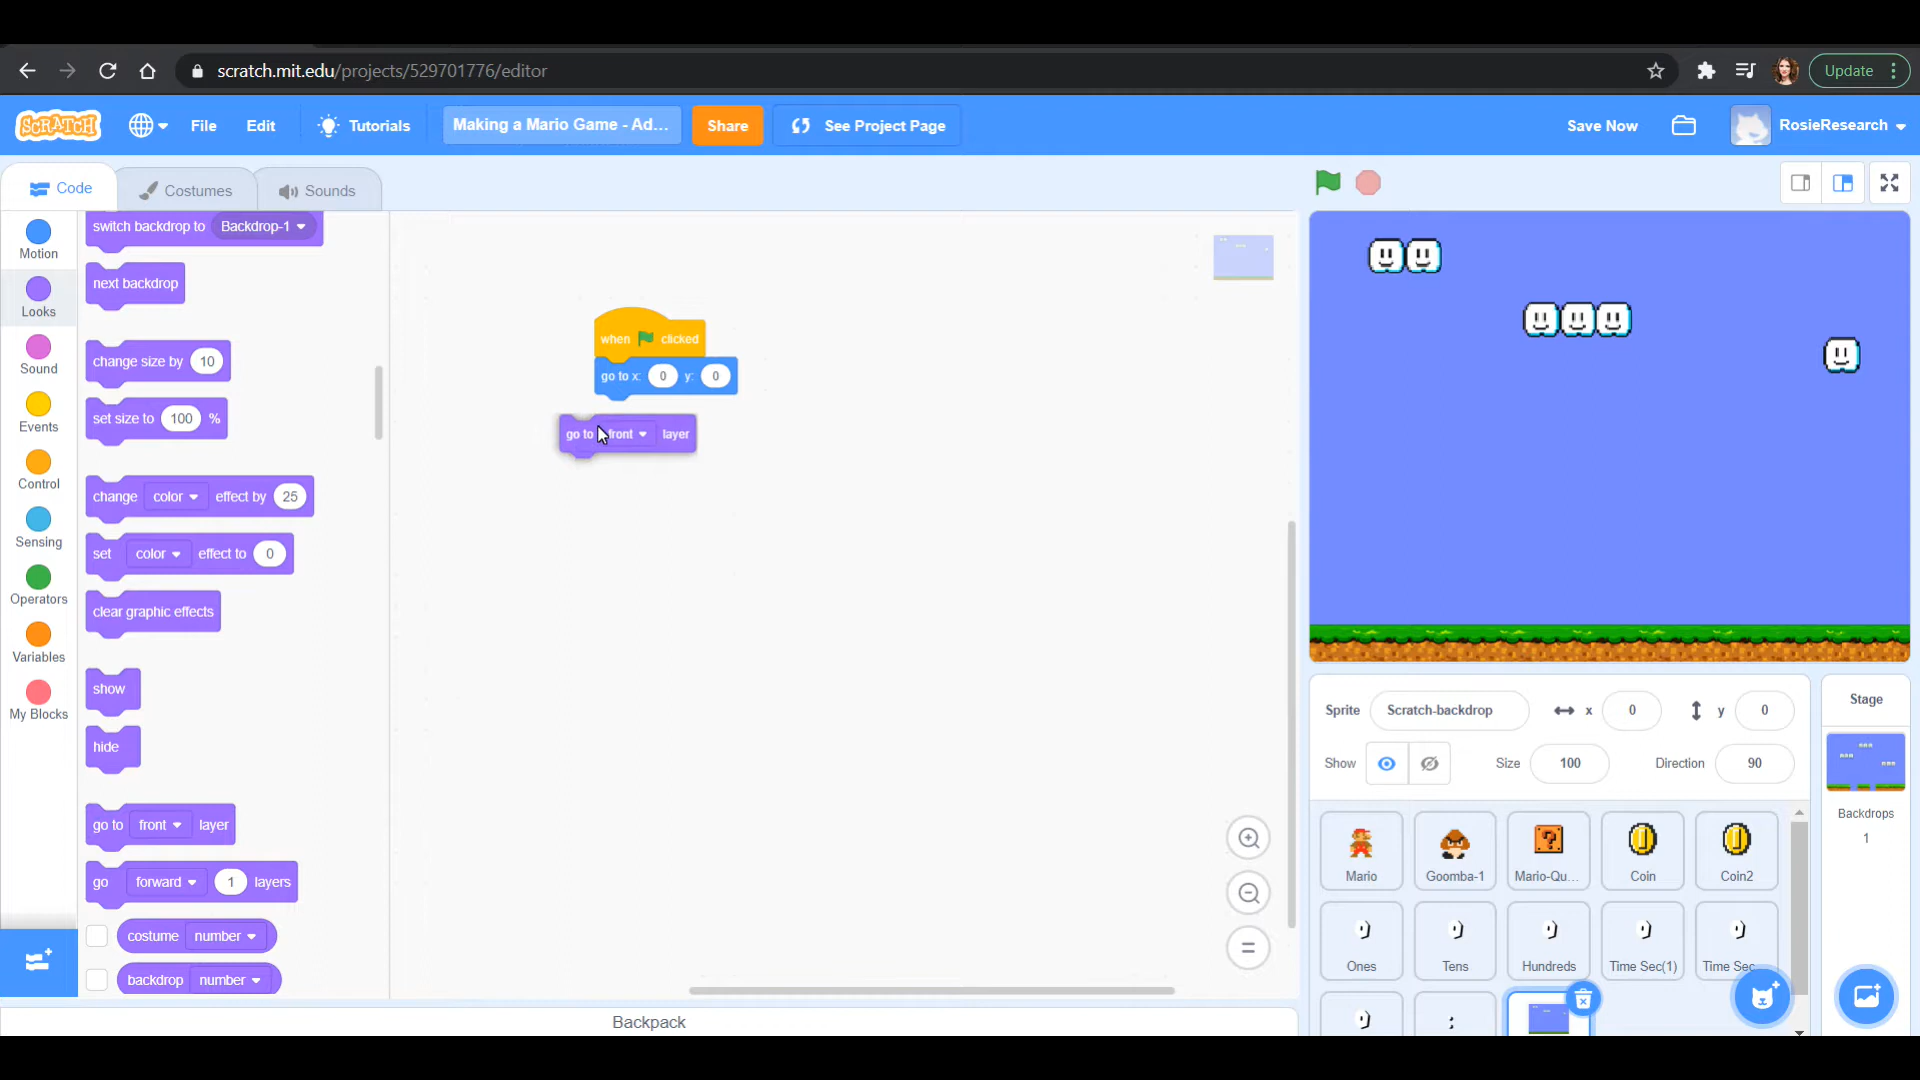 scratch.mit.edu/projects/529701776/editor
Update
SCRATCH
File
Edit
Tutorials
Making a Mario Game - Ad...
Share
See Project Page
Save Now
RosieResearch
Code
Costumes
Sounds
Motion
Looks
Sound
Events
Control
Sensing
Operators
Variables
My Blocks
switch backdrop to Backdrop-1
next backdrop
change size by 10
set size to 100 %
change color effect by 25
set color effect to 0
clear graphic effects
show
hide
go to front layer
go forward 1 layers
costume number
backdrop number
when clicked
go to x: 0 y: 0
go to front layer
Backpack
Sprite Scratch-backdrop x 0 y 0
Show Size 100 Direction 90
Mario
Goomba-1
Mario-Qu...
Coin
Coin2
Ones
Tens
Hundreds
Time Sec(1)
Time Sec...
Stage
Backdrops
1